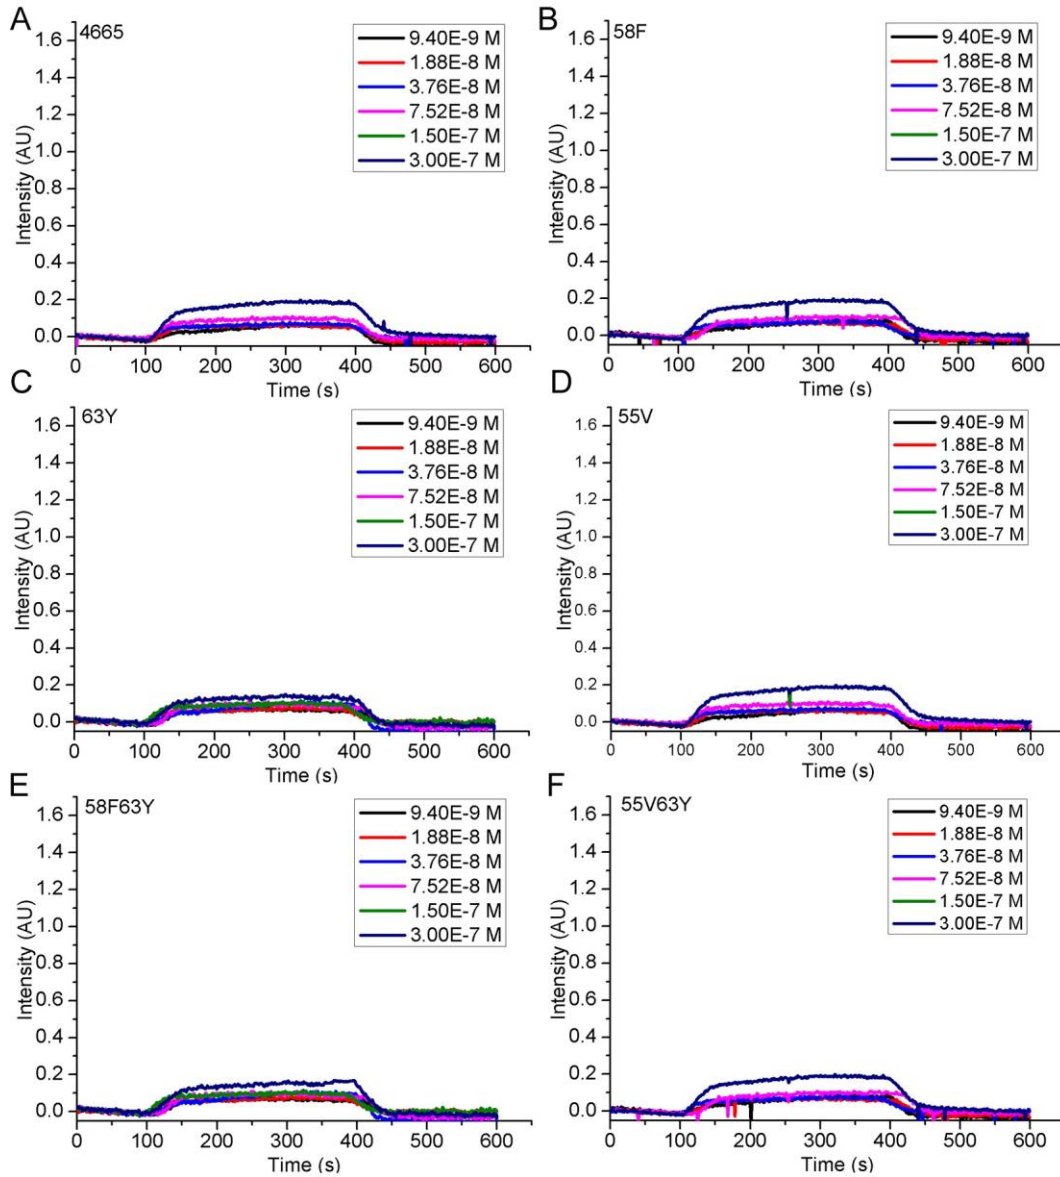 A
4665
9.40E-9 M
1.88E-8 M
3.76E-8 M
7.52E-8 M
1.50E-7 M
3.00E-7 M
Intensity (AU)
1.6
1.4
1.2
1.0
0.8
0.6
0.4
0.2
0.0
0 100 200 300 400 500 600
Time (s)
B
58F
9.40E-9 M
1.88E-8 M
3.76E-8 M
7.52E-8 M
1.50E-7 M
3.00E-7 M
Intensity (AU)
1.6
1.4
1.2
1.0
0.8
0.6
0.4
0.2
0.0
0 100 200 300 400 500 600
Time (s)
C
63Y
9.40E-9 M
1.88E-8 M
3.76E-8 M
7.52E-8 M
1.50E-7 M
3.00E-7 M
Intensity (AU)
1.6
1.4
1.2
1.0
0.8
0.6
0.4
0.2
0.0
0 100 200 300 400 500 600
Time (s)
D
55V
9.40E-9 M
1.88E-8 M
3.76E-8 M
7.52E-8 M
1.50E-7 M
3.00E-7 M
Intensity (AU)
1.6
1.4
1.2
1.0
0.8
0.6
0.4
0.2
0.0
0 100 200 300 400 500 600
Time (s)
E
58F63Y
9.40E-9 M
1.88E-8 M
3.76E-8 M
7.52E-8 M
1.50E-7 M
3.00E-7 M
Intensity (AU)
1.6
1.4
1.2
1.0
0.8
0.6
0.4
0.2
0.0
0 100 200 300 400 500 600
Time (s)
F
55V63Y
9.40E-9 M
1.88E-8 M
3.76E-8 M
7.52E-8 M
1.50E-7 M
3.00E-7 M
Intensity (AU)
1.6
1.4
1.2
1.0
0.8
0.6
0.4
0.2
0.0
0 100 200 300 400 500 600
Time (s)